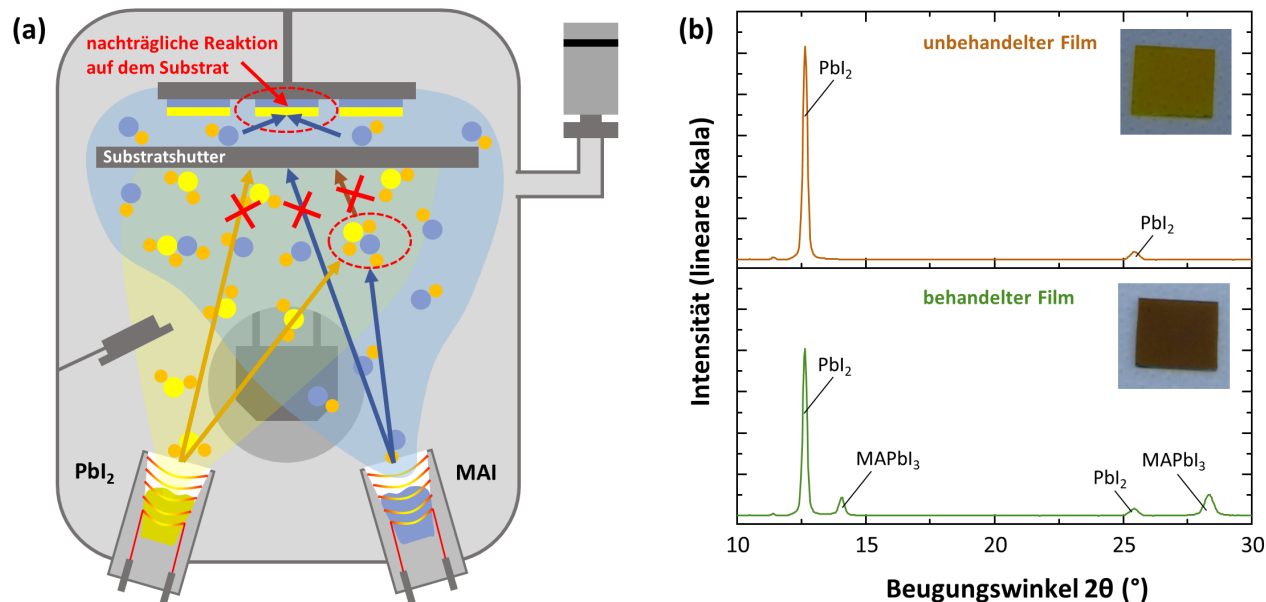 (a)
nachträgliche Reaktion
auf dem Substrat
Substratshutter
PbI₂
MAI
(b)
unbehandelter Film
PbI₂
PbI₂
behandelter Film
PbI₂
MAPbI₃
PbI₂
MAPbI₃
Intensität (lineare Skala)
10
15
20
25
30
Beugungswinkel 2θ (°)